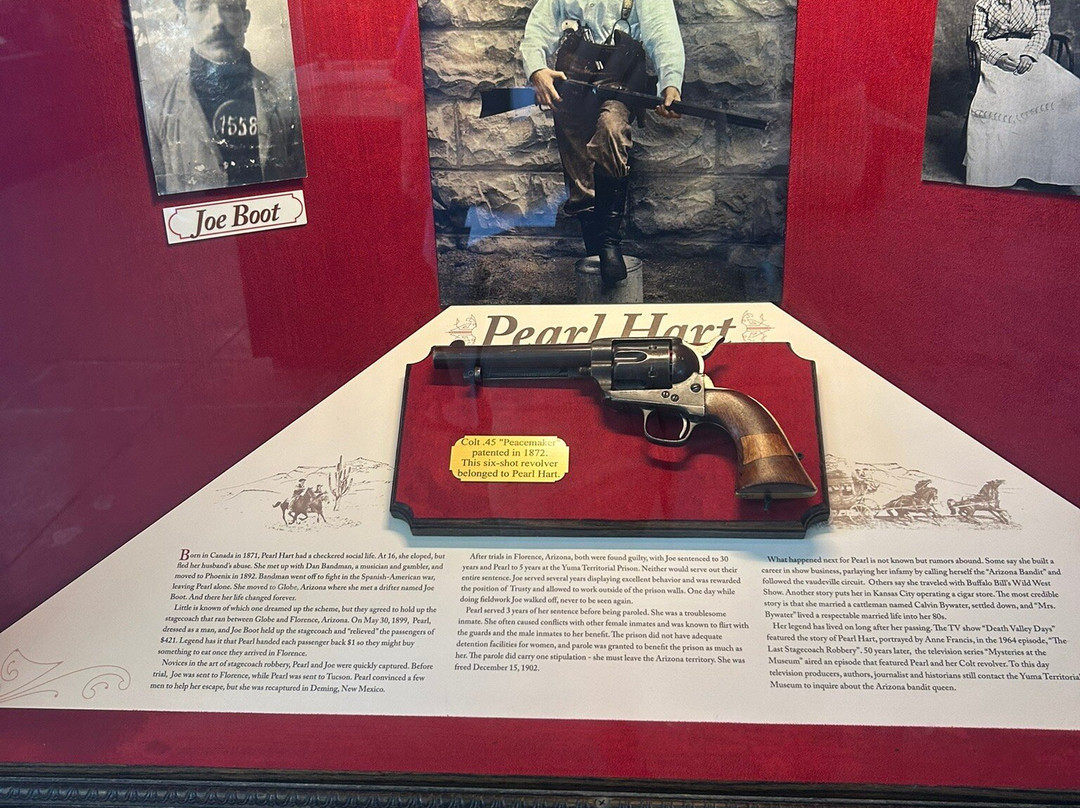 1558
Joe Boot
Pearl Hart
Colt .45 "Peacemaker"
patented in 1872.
This six-shot revolver
belonged to Pearl Hart.
Born in Canada in 1871, Pearl Hart had a checkered social life. At 16, she eloped, but
fled her husband's abuse. She met up with Dan Bandman, a musician and gambler, and
moved to Phoenix in 1892. Bandman went off to fight in the Spanish-American war,
leaving Pearl alone. She moved to Globe, Arizona where she met a drifter named Joe
Boot. And there her life changed forever.
Little is known of which one dreamed up the scheme, but they agreed to hold up the
stagecoach that ran between Globe and Florence, Arizona. On May 30, 1899, Pearl,
dressed as a man, and Joe Boot held up the stagecoach and "relieved" the passengers of
$421. Legend has it that Pearl handed each passenger back $1 so they might buy
something to eat once they arrived in Florence.
Novices in the art of stagecoach robbery, Pearl and Joe were quickly captured. Before
trial, Joe was sent to Florence, while Pearl was sent to Tucson. Pearl convinced a few
men to help her escape, but she was recaptured in Deming, New Mexico.
After trials in Florence, Arizona, both were found guilty, with Joe sentenced to 30
years and Pearl to 5 years at the Yuma Territorial Prison. Neither would serve out their
entire sentence. Joe served several years displaying excellent behavior and was rewarded
the position of Trusty and allowed to work outside of the prison walls. One day while
doing fieldwork Joe walked off, never to be seen again.
Pearl served 3 years of her sentence before being paroled. She was a troublesome
inmate. She often caused conflicts with other female inmates and was known to flirt with
the guards and the male inmates to her benefit. The prison did not have adequate
detention facilities for women, and parole was granted to benefit the prison as much as
her. The parole did carry one stipulation - she must leave the Arizona territory. She was
freed December 15, 1902.
What happened next for Pearl is not known but rumors abound. Some say she built a
career in show business, parlaying her infamy by calling herself the "Arizona Bandit" and
followed the vaudeville circuit. Others say she traveled with Buffalo Bill's Wild West
Show. Another story puts her in Kansas City operating a cigar store. The most credible
story is that she married a cattleman named Calvin Bywater, settled down, and "Mrs.
Bywater" lived a respectable married life into her 80s.
Her legend has lived on long after her passing. The TV show "Death Valley Days"
featured the story of Pearl Hart, portrayed by Anne Francis, in the 1964 episode, "The
Last Stagecoach Robbery". 50 years later, the television series "Mysteries at the
Museum" aired an episode that featured Pearl and her Colt revolver. To this day
television producers, authors, journalist and historians still contact the Yuma Territorial
Museum to inquire about the Arizona bandit queen.